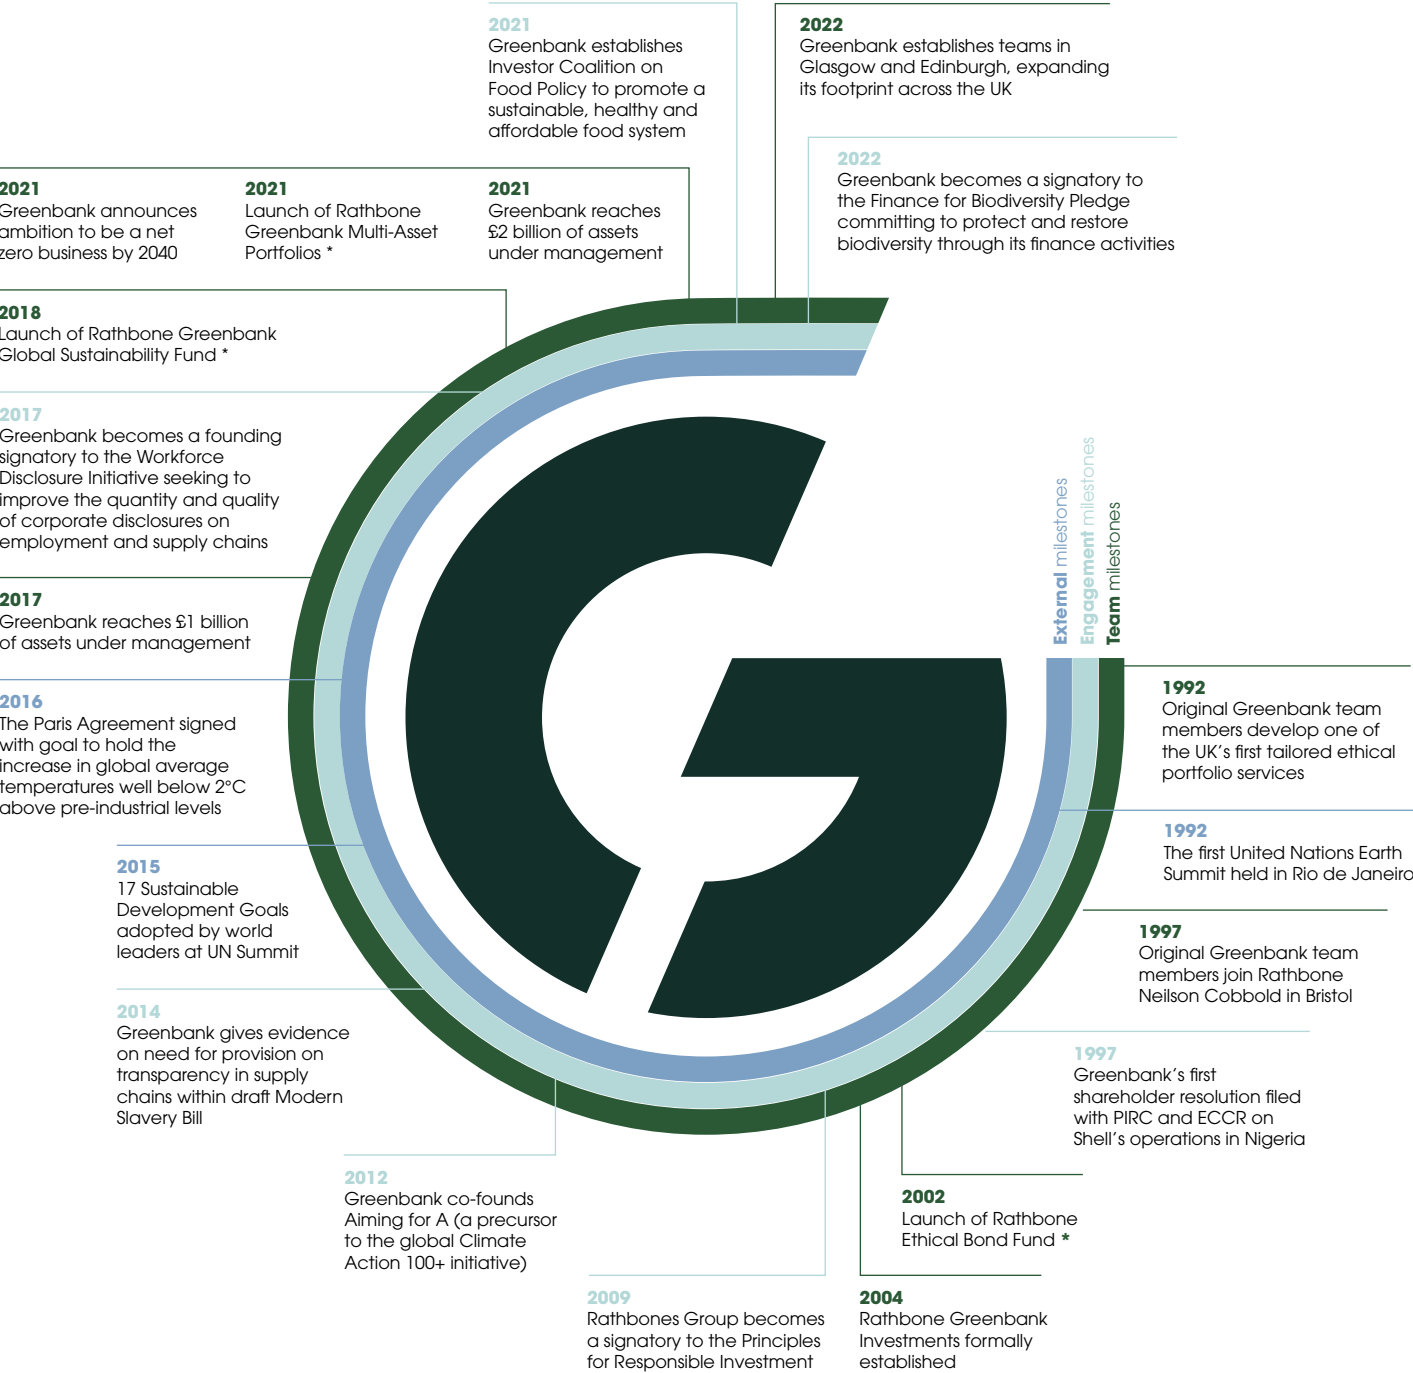 2021
Greenbank establishes
Investor Coalition on
Food Policy to promote a
sustainable, healthy and
affordable food system
2022
Greenbank establishes teams in
Glasgow and Edinburgh, expanding
its footprint across the UK
2022
Greenbank becomes a signatory to
the Finance for Biodiversity Pledge
committing to protect and restore
biodiversity through its finance activities
2021
Greenbank announces
ambition to be a net
zero business by 2040
2021
Launch of Rathbone
Greenbank Multi-Asset
Portfolios *
2021
Greenbank reaches
£2 billion of assets
under management
2018
Launch of Rathbone Greenbank
Global Sustainability Fund *
2017
Greenbank becomes a founding
signatory to the Workforce
Disclosure Initiative seeking to
improve the quantity and quality
of corporate disclosures on
employment and supply chains
2017
Greenbank reaches £1 billion
of assets under management
2016
The Paris Agreement signed
with goal to hold the
increase in global average
temperatures well below 2°C
above pre-industrial levels
2015
17 Sustainable
Development Goals
adopted by world
leaders at UN Summit
2014
Greenbank gives evidence
on need for provision on
transparency in supply
chains within draft Modern
Slavery Bill
2012
Greenbank co-founds
Aiming for A (a precursor
to the global Climate
Action 100+ initiative)
2009
Rathbones Group becomes
a signatory to the Principles
for Responsible Investment
2004
Rathbone Greenbank
Investments formally
established
2002
Launch of Rathbone
Ethical Bond Fund *
1997
Greenbank's first
shareholder resolution filed
with PIRC and ECCR on
Shell's operations in Nigeria
1997
Original Greenbank team
members join Rathbone
Neilson Cobbold in Bristol
1992
The first United Nations Earth
Summit held in Rio de Janeiro
1992
Original Greenbank team
members develop one of
the UK's first tailored ethical
portfolio services
External milestones
Engagement milestones
Team milestones